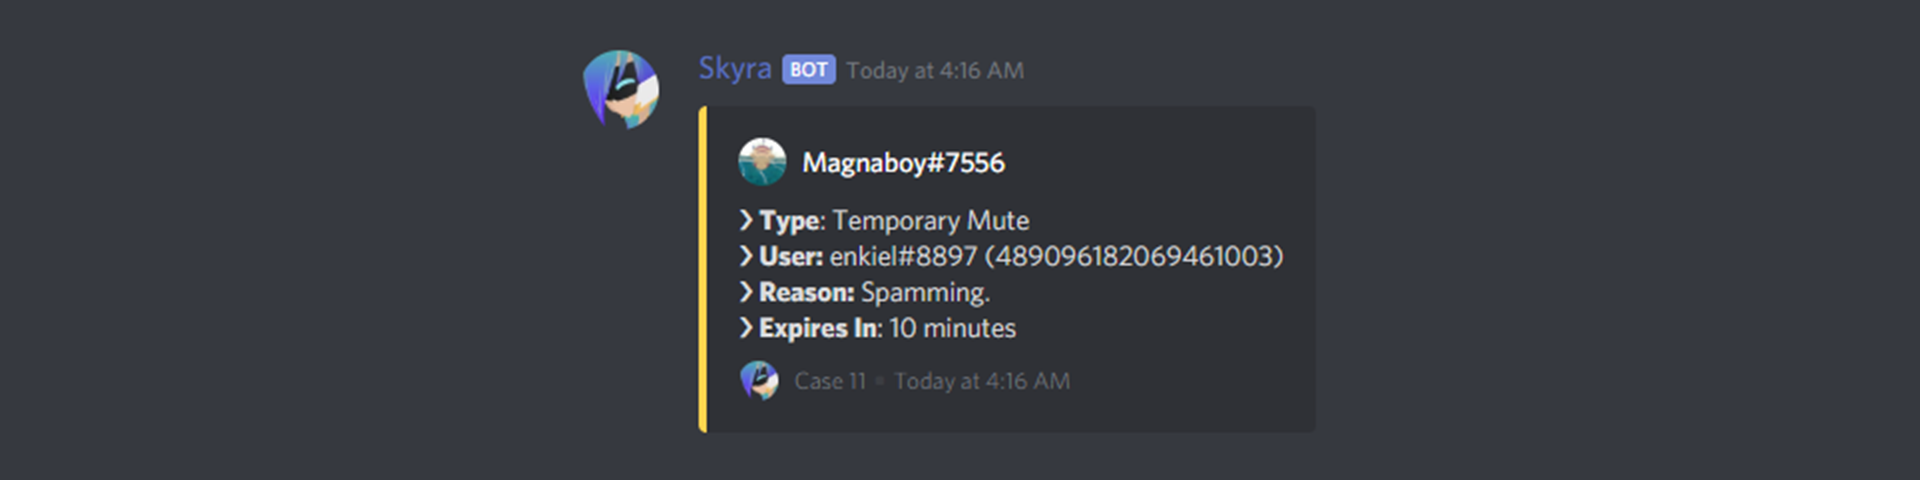 Skyra BOT Today at 4:16 AM
Magnaboy#7556
❯ Type: Temporary Mute
❯ User: enkiel#8897 (489096182069461003)
❯ Reason: Spamming.
❯ Expires In: 10 minutes
Case 11 • Today at 4:16 AM